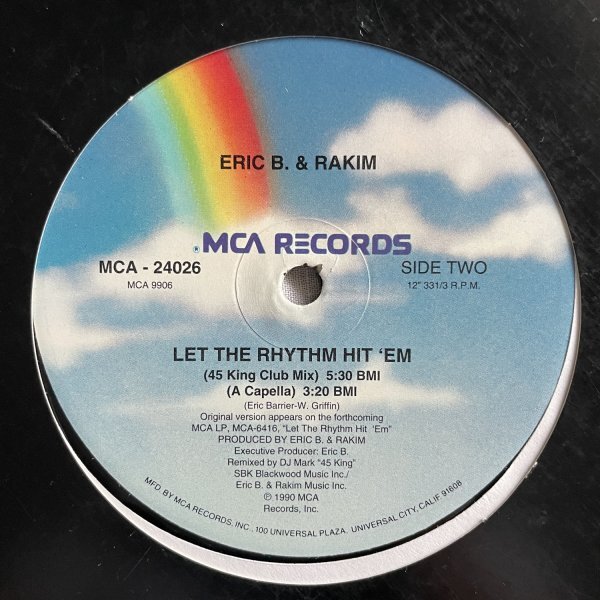 ERIC B. & RAKIM
® MCA RECORDS
MCA - 24026
MCA 9906
SIDE TWO
12" 331/3 R.P.M.
LET THE RHYTHM HIT ‘EM
(45 King Club Mix) 5:30 BMI
(A Capella) 3:20 BMI
(Eric Barrier-W. Griffin)
Original version appears on the forthcoming
MCA LP, MCA-6416, "Let The Rhythm Hit ‘Em"
PRODUCED BY ERIC B. & RAKIM
Executive Producer: Eric B.
Remixed by DJ Mark "45 King"
SBK Blackwood Music Inc./
Eric B. & Rakim Music Inc.
℗ 1990 MCA
Records, Inc.
MFD. BY MCA RECORDS, INC., 100 UNIVERSAL PLAZA, UNIVERSAL CITY, CALIF. 91608